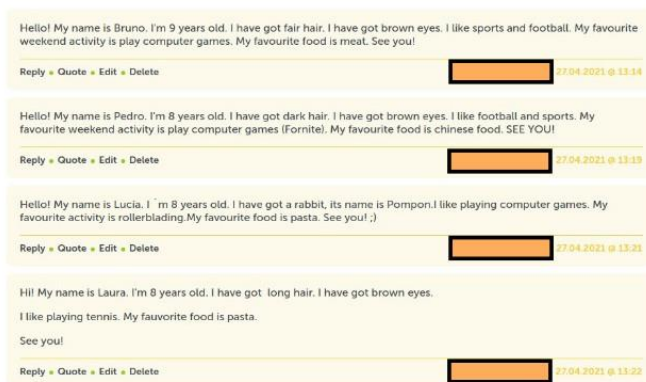 Hello! My name is Bruno. I'm 9 years old. I have got fair hair. I have got brown eyes. I like sports and football. My favourite
weekend activity is play computer games. My favourite food is meat. See you!
Reply • Quote • Edit • Delete 27.04.2021 @ 13:14
Hello! My name is Pedro. I'm 8 years old. I have got dark hair. I have got brown eyes. I like football and sports. My
favourite weekend activity is play computer games (Fornite). My favourite food is chinese food. SEE YOU!
Reply • Quote • Edit • Delete 27.04.2021 @ 13:19
Hello! My name is Lucía. I ´m 8 years old. I have got a rabbit, its name is Pompon.I like playing computer games. My
favourite activity is rollerblading.My favourite food is pasta. See you! ;)
Reply • Quote • Edit • Delete 27.04.2021 @ 13:21
Hi! My name is Laura. I'm 8 years old. I have got long hair. I have got brown eyes.
I like playing tennis. My fauvorite food is pasta.
See you!
Reply • Quote • Edit • Delete 27.04.2021 @ 13:22